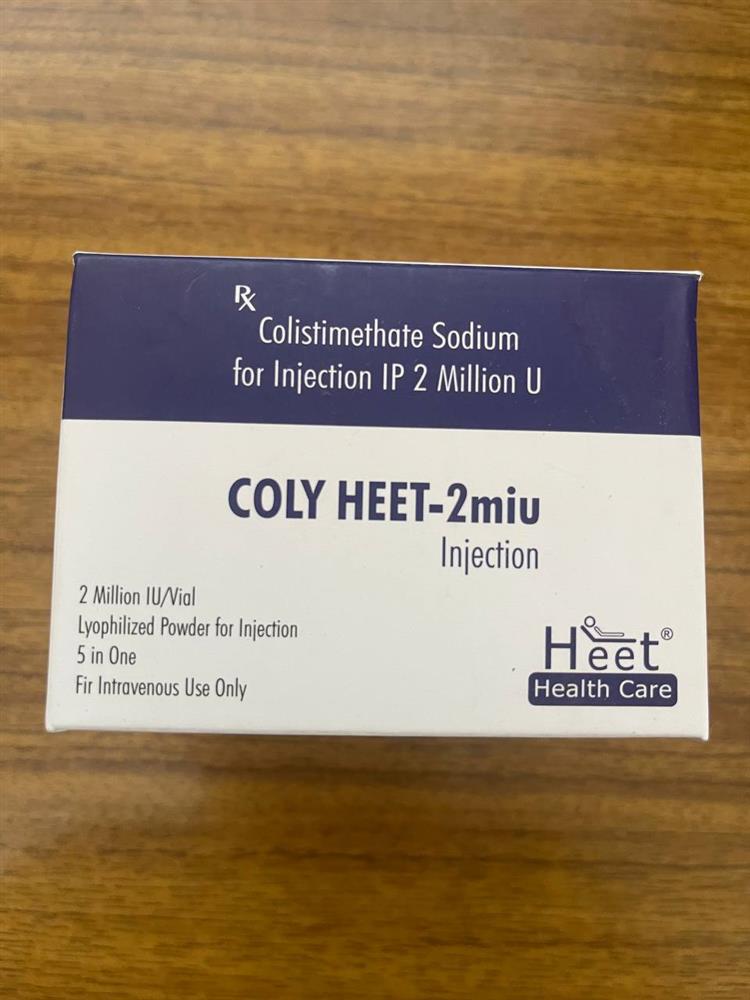 Rx
Colistimethate Sodium
for Injection IP 2 Million U
COLY HEET-2miu
Injection
2 Million IU/Vial
Lyophilized Powder for Injection
5 in One
Fir Intravenous Use Only
Heet®
Health Care